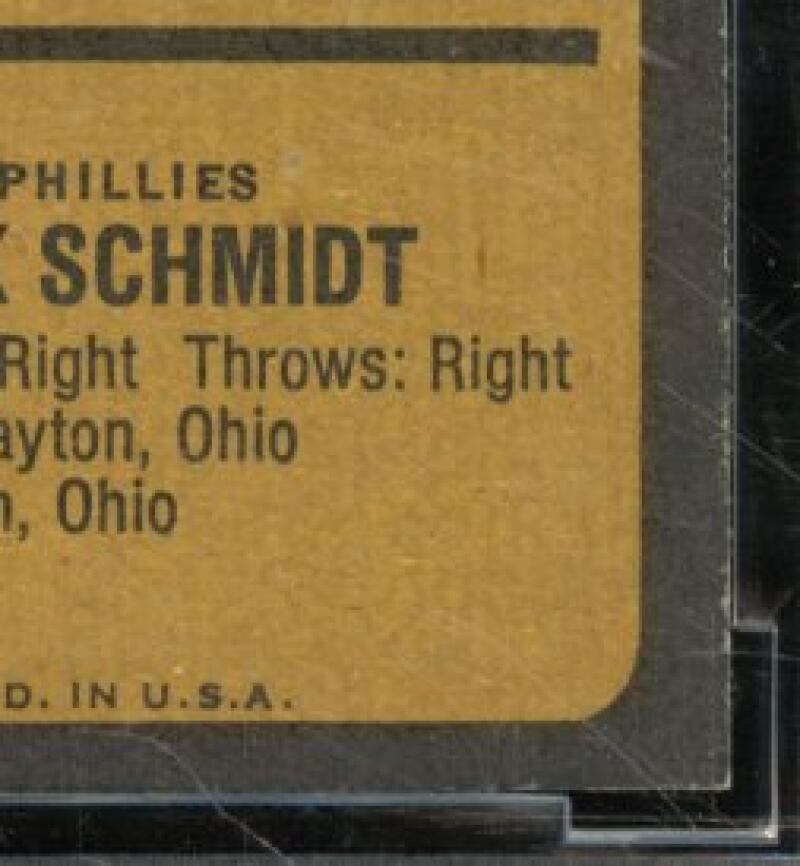 PHILLIES
K SCHMIDT
Right Throws: Right
ayton, Ohio
n, Ohio
D. IN U.S.A.